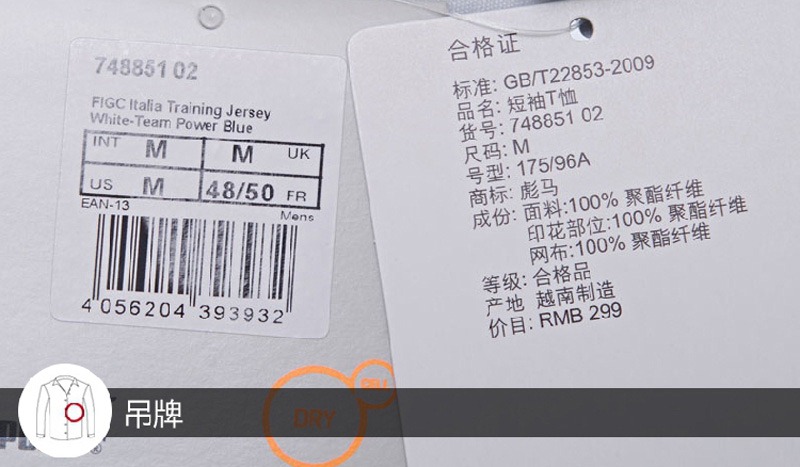 748851 02
FIGC Italia Training Jersey
White-Team Power Blue
INT M M UK
US M 48/50 FR
EAN-13 Mens
4 056204 393932
合格证
标准: GB/T22853-2009
品名: 短袖T恤
货号: 748851 02
尺码: M
号型: 175/96A
商标: 彪马
成份: 面料:100% 聚酯纤维
印花部位:100% 聚酯纤维
网布:100% 聚酯纤维
等级: 合格品
产地 越南制造
价目: RMB 299
CELL
DRY
吊牌